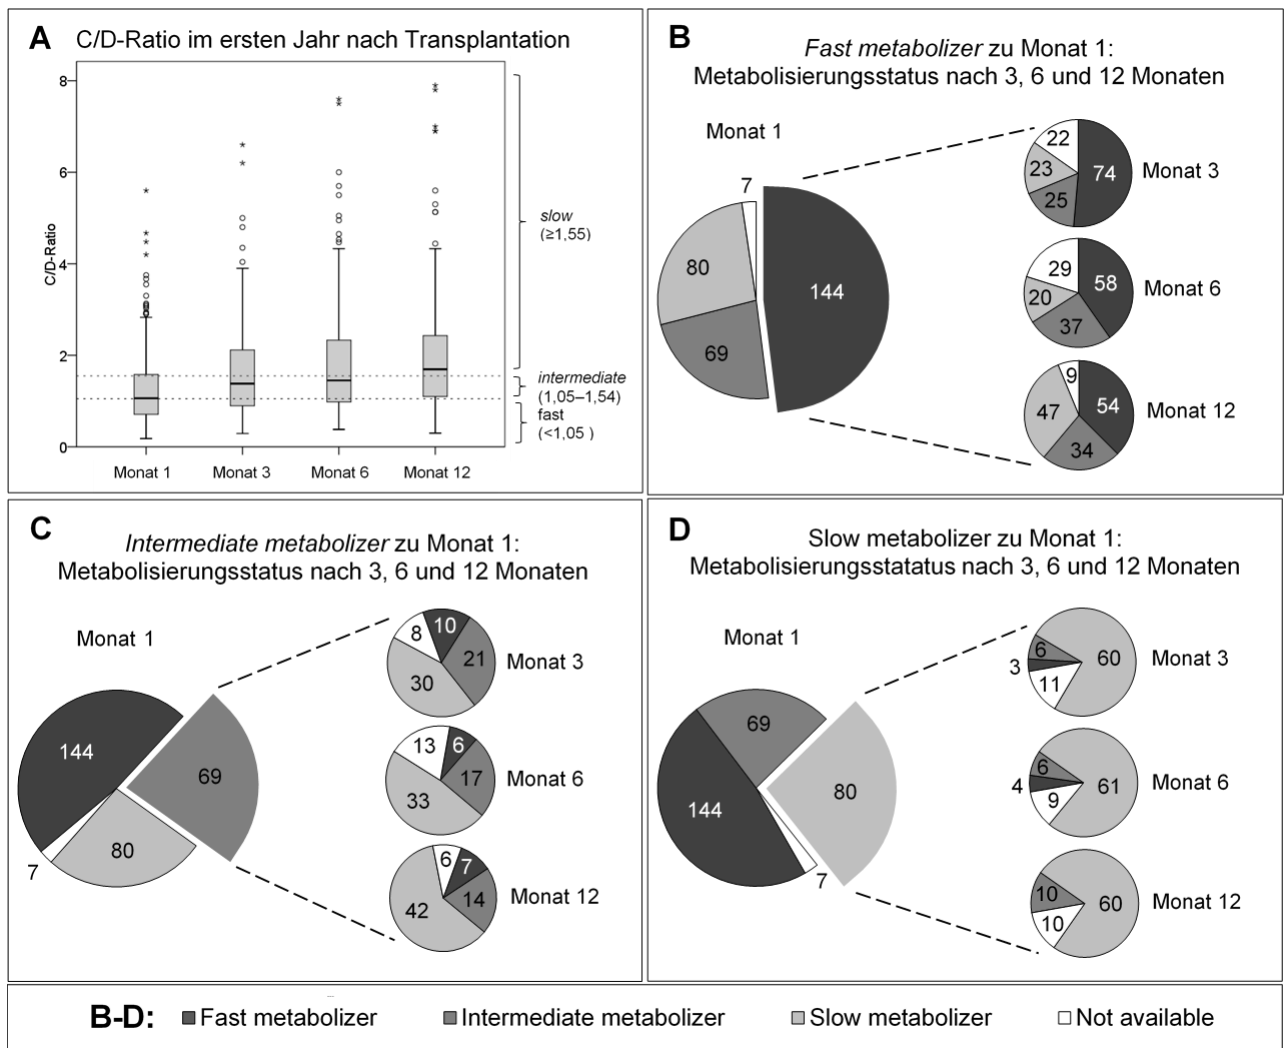 A C/D-Ratio im ersten Jahr nach Transplantation
C/D-Ratio
8
6
4
2
0
Monat 1 Monat 3 Monat 6 Monat 12
slow
(≥1,55)
intermediate
(1,05–1,54)
fast
(<1,05 )
B Fast metabolizer zu Monat 1:
Metabolisierungsstatus nach 3, 6 und 12 Monaten
Monat 1
7
80
144
69
22
23
74
25
Monat 3
29
58
20
37
Monat 6
9
54
47
34
Monat 12
C
Intermediate metabolizer zu Monat 1:
Metabolisierungsstatus nach 3, 6 und 12 Monaten
Monat 1
144
69
80
7
8
10
21
30
Monat 3
13
6
17
33
Monat 6
6
7
14
42
Monat 12
D Slow metabolizer zu Monat 1:
Metabolisierungsstatatus nach 3, 6 und 12 Monaten
Monat 1
69
80
144
7
6
60
3
11
Monat 3
6
4
61
9
Monat 6
10
60
10
Monat 12
B-D: Fast metabolizer Intermediate metabolizer Slow metabolizer Not available